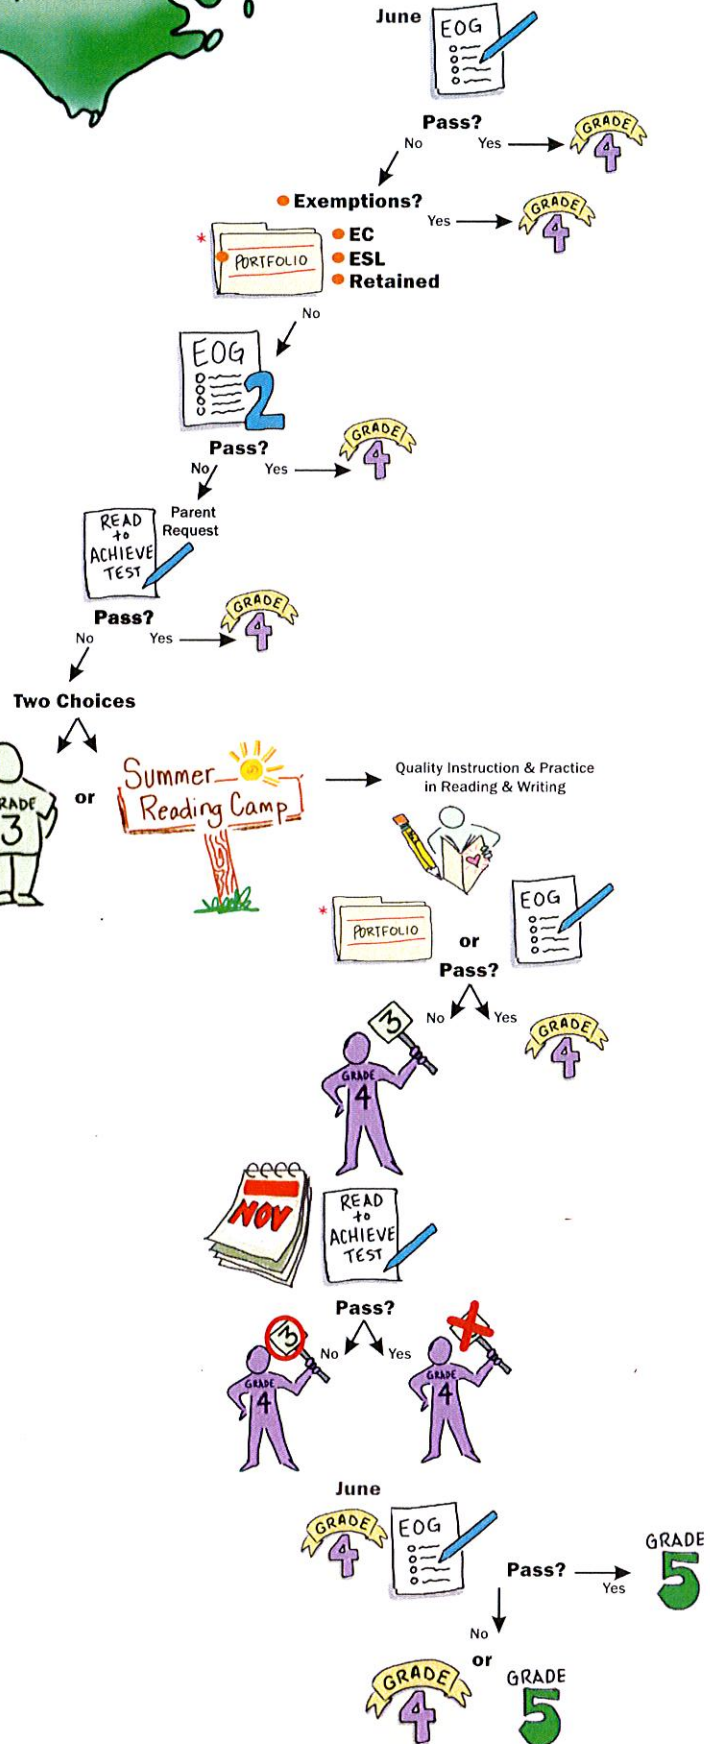 June
EOG
Pass?
No
Yes
GRADE
4
Exemptions?
Yes
GRADE
4
*
PORTFOLIO
EC
ESL
Retained
No
EOG
2
Pass?
No
Yes
GRADE
4
READ
to
ACHIEVE
TEST
Parent
Request
Pass?
No
Yes
GRADE
4
Two Choices
RADE
3
or
Summer
Reading Camp
Quality Instruction & Practice
in Reading & Writing
*
PORTFOLIO
or
EOG
Pass?
No
Yes
3
GRADE
4
GRADE
4
NOV
READ
to
ACHIEVE
TEST
Pass?
3
No
Yes
GRADE
4
GRADE
4
June
GRADE
4
EOG
Pass?
Yes
GRADE
5
No
or
GRADE
4
GRADE
5